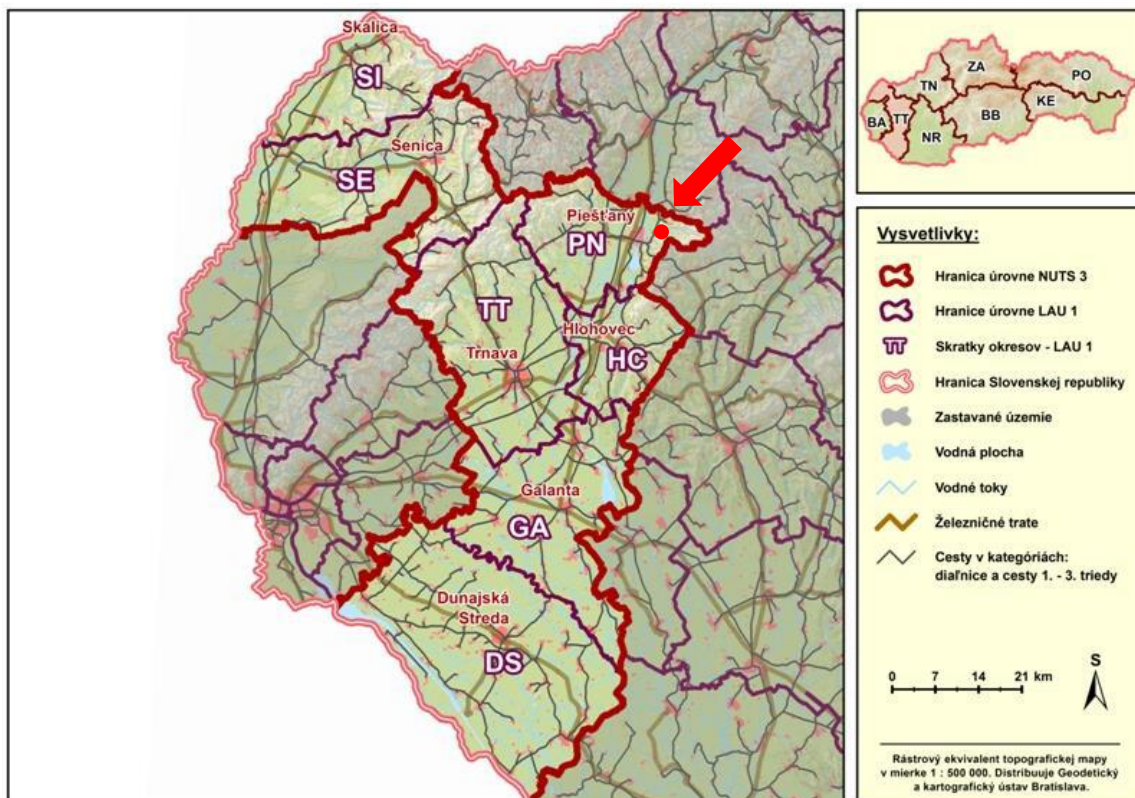 Skalica
SI
Senica
SE
Piešťany
PN
TT
Hlohovec
Trnava
HC
Galanta
GA
Dunajská
Streda
DS
ZA
PO
TN
KE
BA
TT
BB
NR
Vysvetlivky:
Hranica úrovne NUTS 3
Hranice úrovne LAU 1
TT
Skratky okresov - LAU 1
Hranica Slovenskej republiky
Zastavané územie
Vodná plocha
Vodné toky
Železničné trate
Cesty v kategóriách:
diaľnice a cesty 1. - 3. triedy
S
0 7 14 21 km
Rástrový ekvivalent topografickej mapy
v mierke 1 : 500 000. Distribuuje Geodetický
a kartografický ústav Bratislava.